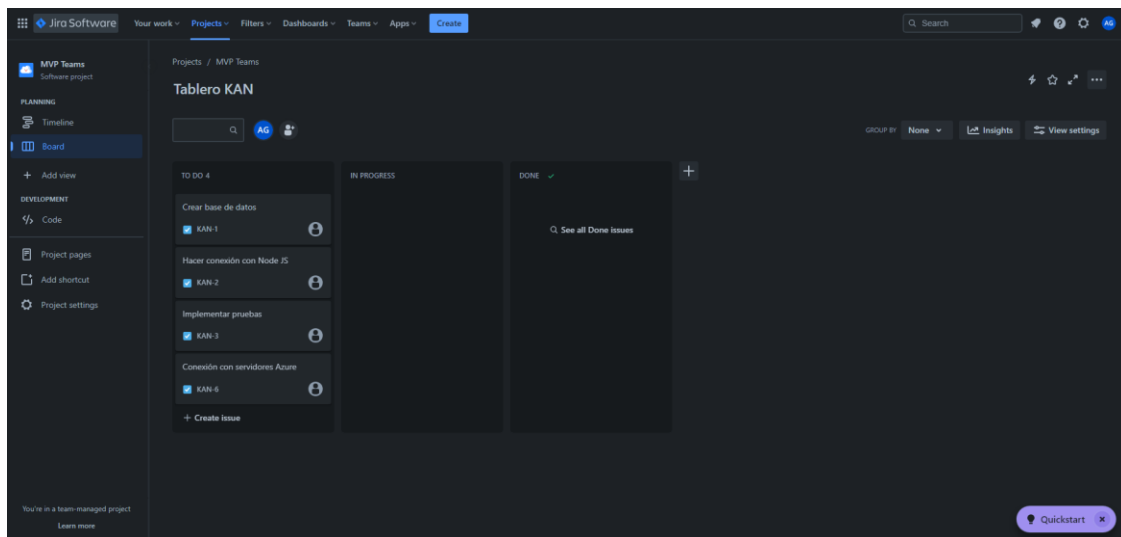 Jira Software Your work Projects Filters Dashboards Teams Apps Create Search AG
MVP Teams
Software project
PLANNING
Timeline
Board
Add view
DEVELOPMENT
Code
Project pages
Add shortcut
Project settings
You're in a team-managed project
Learn more
Projects / MVP Teams
Tablero KAN
AG
GROUP BY None Insights View settings
TO DO 4
Crear base de datos
KAN-1
Hacer conexión con Node JS
KAN-2
Implementar pruebas
KAN-3
Conexión con servidores Azure
KAN-6
+ Create issue
IN PROGRESS
DONE
See all Done issues
Quickstart